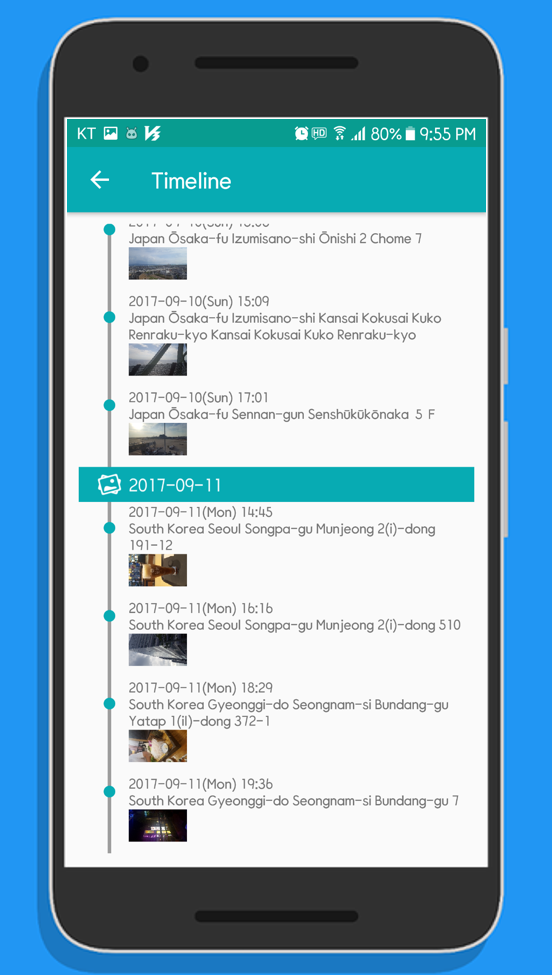 KT HD 80% 9:55 PM
Timeline
Japan Ōsaka-fu Izumisano-shi Ōnishi 2 Chome 7
2017-09-10(Sun) 15:09
Japan Ōsaka-fu Izumisano-shi Kansai Kokusai Kuko
Renraku-kyo Kansai Kokusai Kuko Renraku-kyo
2017-09-10(Sun) 17:01
Japan Ōsaka-fu Sennan-gun Senshūkūkōnaka 5 F
2017-09-11
2017-09-11(Mon) 14:45
South Korea Seoul Songpa-gu Munjeong 2(i)-dong
191-12
2017-09-11(Mon) 16:16
South Korea Seoul Songpa-gu Munjeong 2(i)-dong 510
2017-09-11(Mon) 18:29
South Korea Gyeonggi-do Seongnam-si Bundang-gu
Yatap 1(il)-dong 372-1
2017-09-11(Mon) 19:36
South Korea Gyeonggi-do Seongnam-si Bundang-gu 7